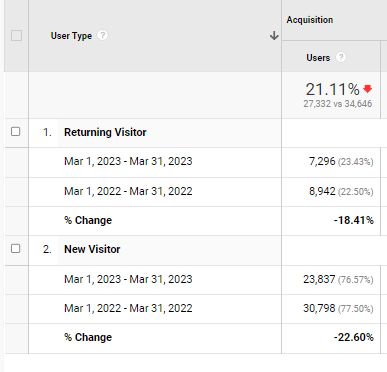 Acquisition
User Type ?
Users ?
21.11%
27,332 vs 34,646
1. Returning Visitor
Mar 1, 2023 - Mar 31, 2023 7,296 (23.43%)
Mar 1, 2022 - Mar 31, 2022 8,942 (22.50%)
% Change -18.41%
2. New Visitor
Mar 1, 2023 - Mar 31, 2023 23,837 (76.57%)
Mar 1, 2022 - Mar 31, 2022 30,798 (77.50%)
% Change -22.60%